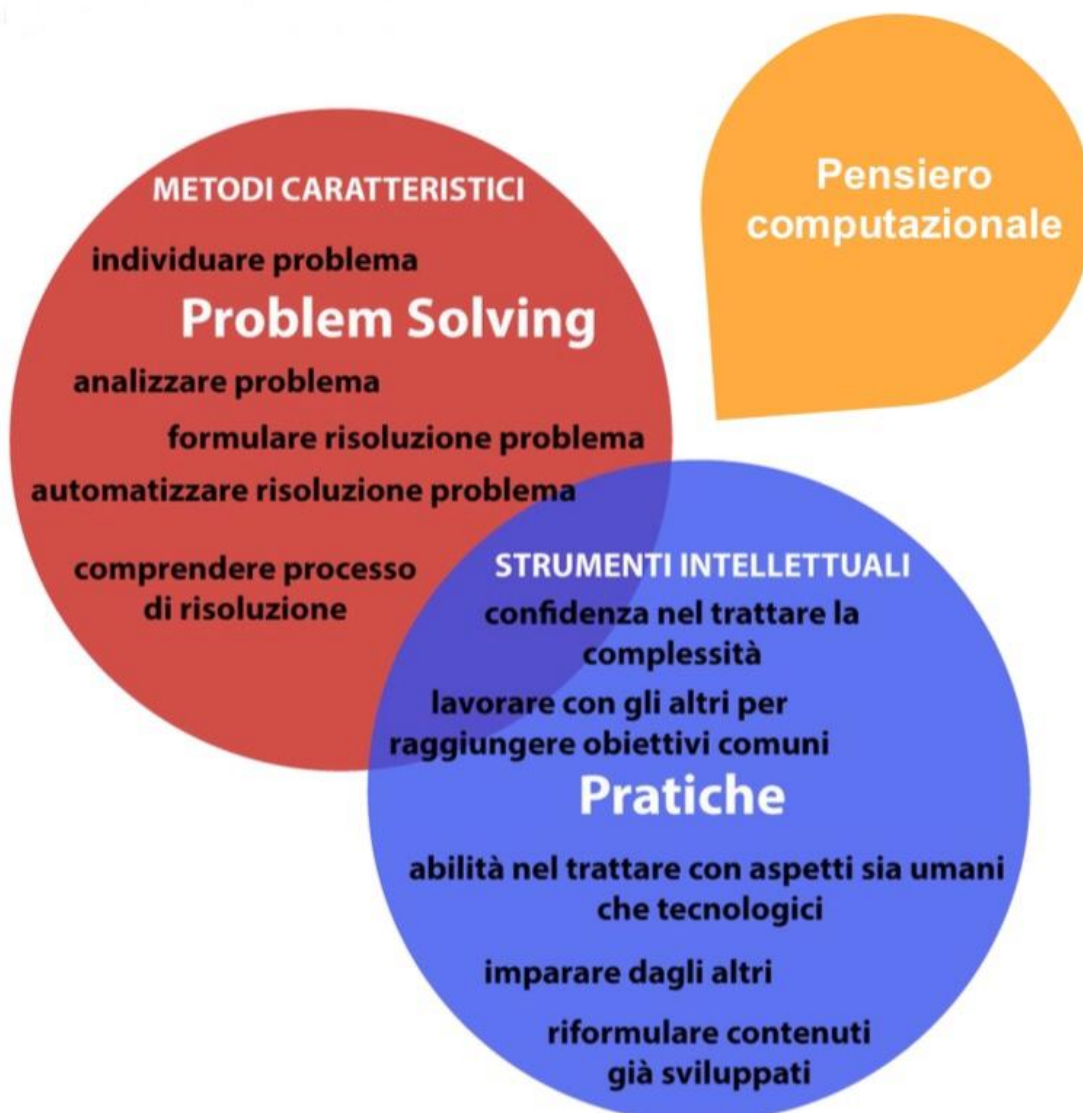 Pensiero
computazionale
METODI CARATTERISTICI
individuare problema
Problem Solving
analizzare problema
formulare risoluzione problema
automatizzare risoluzione problema
comprendere processo
di risoluzione
STRUMENTI INTELLETTUALI
confidenza nel trattare la
complessità
lavorare con gli altri per
raggiungere obiettivi comuni
Pratiche
abilità nel trattare con aspetti sia umani
che tecnologici
imparare dagli altri
riformulare contenuti
già sviluppati